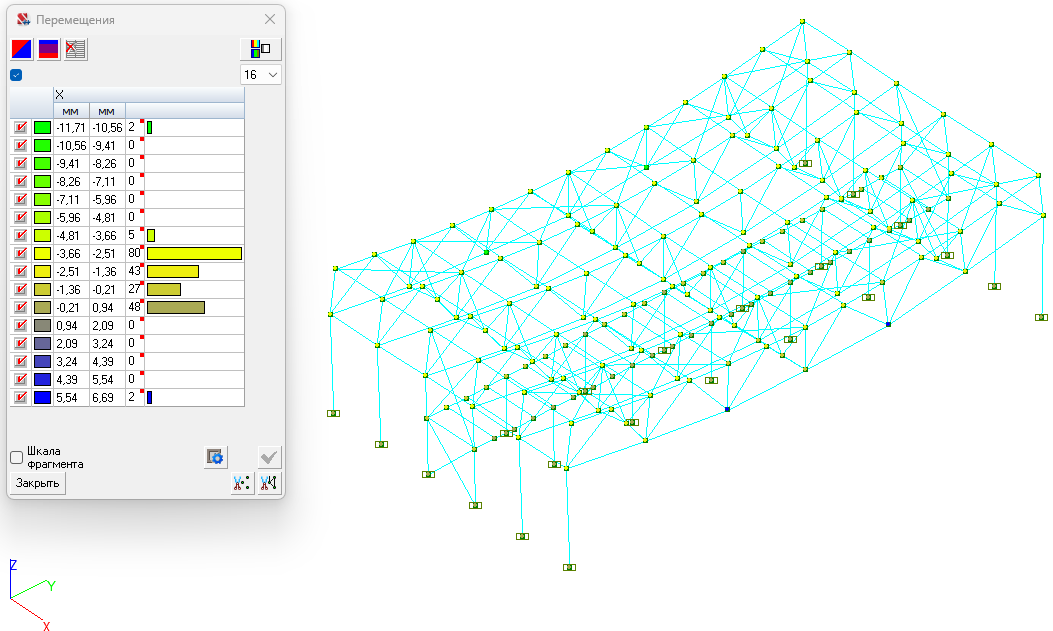 Перемещения
16
X
мм мм
-11,71 -10,56 2
-10,56 -9,41 0
-9,41 -8,26 0
-8,26 -7,11 0
-7,11 -5,96 0
-5,96 -4,81 0
-4,81 -3,66 5
-3,66 -2,51 80
-2,51 -1,36 43
-1,36 -0,21 27
-0,21 0,94 48
0,94 2,09 0
2,09 3,24 0
3,24 4,39 0
4,39 5,54 0
5,54 6,69 2
Шкала
фрагмента
Закрыть
Z
Y
X